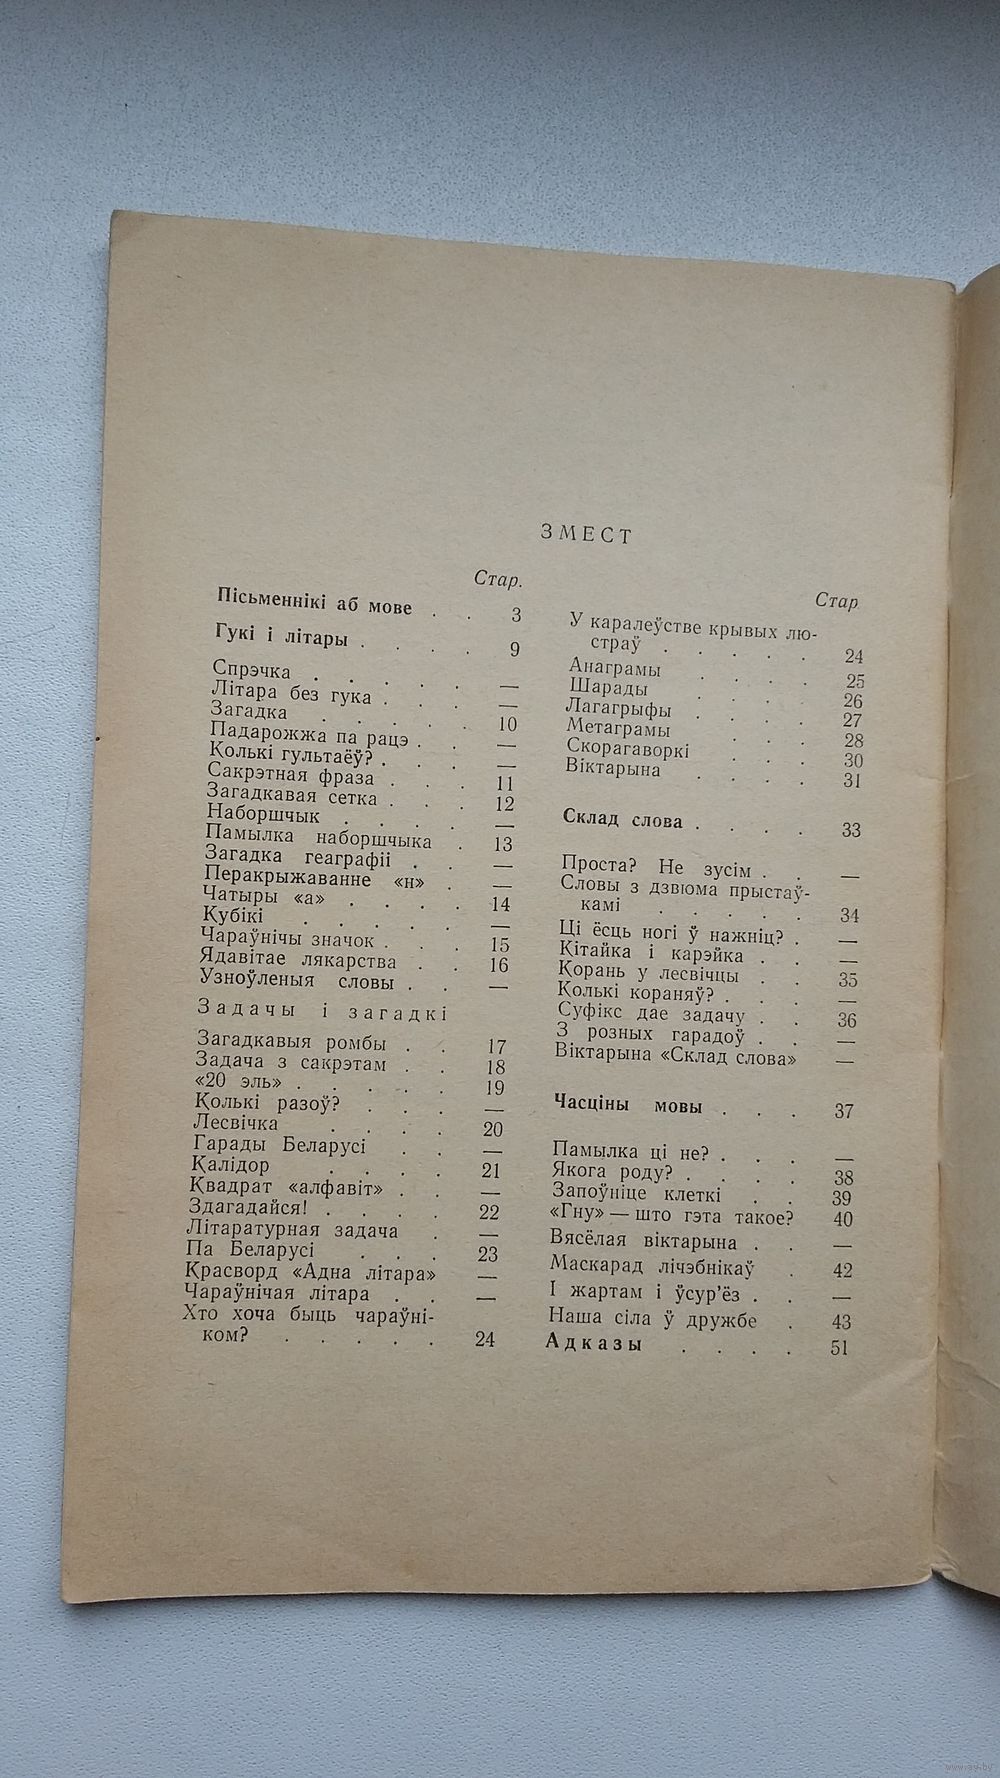 ЗМЕСТ
Стар.
Пісьменнікі аб мове . . 3
Гукі і літары . . . . 9
Спрэчка . . . . . —
Літара без гука . . . —
Загадка . . . . . 10
Падарожжа па рацэ . . —
Колькі гультаёў? . . . —
Сакрэтная фраза . . . 11
Загадкавая сетка . . . 12
Наборшчык . . . . —
Памылка наборшчыка . 13
Загадка геаграфіі . . —
Перакрыжаванне «н» . —
Чатыры «а» . . . . 14
Кубікі . . . . . —
Чараўнічы значок . . . 15
Ядавітае лякарства . . 16
Узноўленыя словы . . —
Задачы і загадкі
Загадкавыя ромбы . . 17
Задача з сакрэтам . . 18
«20 эль» . . . . . 19
Колькі разоў? . . . —
Лесвічка . . . . 20
Гарады Беларусі . . —
Калідор . . . . 21
Квадрат «алфавіт» . . —
Здагадайся! . . . . 22
Літаратурная задача . —
Па Беларусі . . . 23
Красворд «Адна літара» —
Чараўнічая літара . . —
Хто хоча быць чараўні-
ком? . . . . . 24
Стар
У каралеўстве крывых лю-
страў . . . . . 24
Анаграмы . . . . 25
Шарады . . . . 26
Лагагрыфы . . . . 27
Метаграмы . . . 28
Скорагаворкі . . . 30
Віктарына . . . . 31
Склад слова . . . . 33
Проста? Не зусім . . —
Словы з дзвюма прыстаў-
камі . . . . . 34
Ці ёсць ногі ў нажніц? . —
Кітайка і карэйка . . —
Корань у лесвічцы . . 35
Колькі кораняў? . . . —
Суфікс дае задачу . . 36
З розных гарадоў . . —
Віктарына «Склад слова» —
Часціны мовы . . . 37
Памылка ці не? . . . —
Якога роду? . . . . 38
Запоўніце клеткі . . 39
«Гну» — што гэта такое? 40
Вясёлая віктарына . . —
Маскарад лічэбнікаў . 42
І жартам і ўсур’ёз . . —
Наша сіла ў дружбе . 43
Адказы . . . . 51
www.ay.by